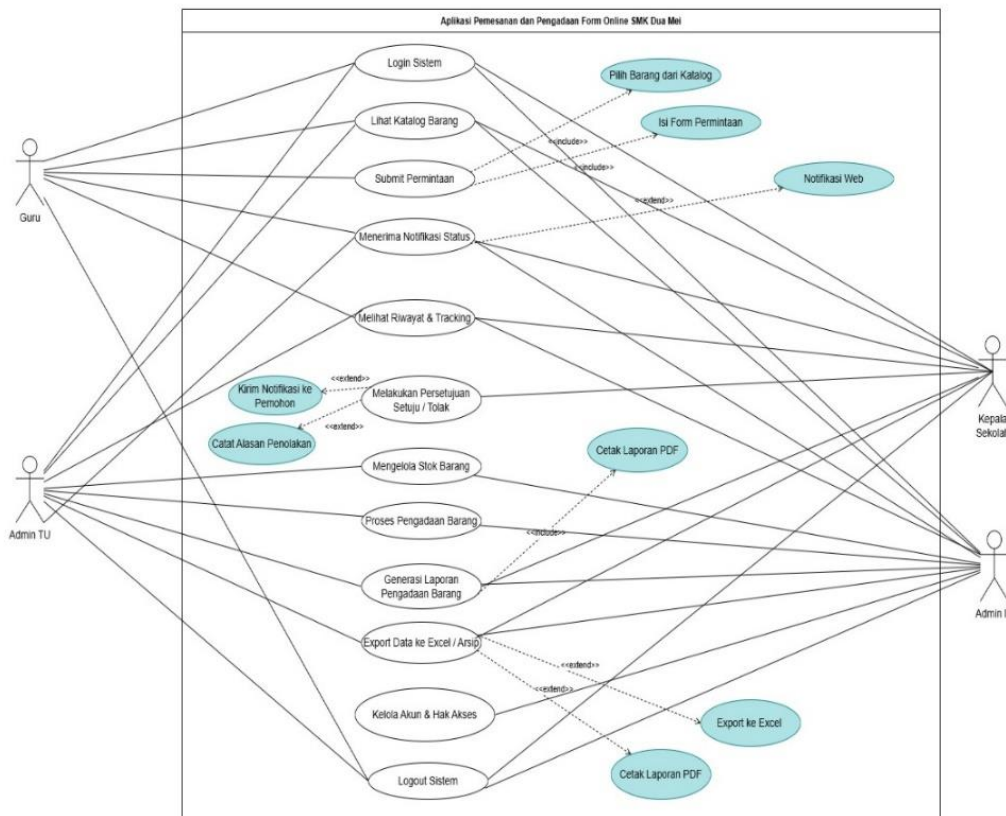 Aplikasi Pemesanan dan Pengadaan Form Online SMK Dua Mei
Login Sistem
Pilih Barang dari Katalog
Lihat Katalog Barang
Isi Form Permintaan
<<include>>
<<include>>
Submit Permintaan
Notifikasi Web
<<extend>>
Guru
Menerima Notifikasi Status
Melihat Riwayat & Tracking
<<extend>>
Kirim Notifikasi ke
Pemohon
Melakukan Persetujuan
Setuju / Tolak
Kepala
Sekolah
<<extend>>
Catat Alasan Penolakan
Cetak Laporan PDF
Mengelola Stok Barang
Admin TU
Proses Pengadaan Barang
<<include>>
Generasi Laporan
Pengadaan Barang
Admin
Export Data ke Excel / Arsip
<<extend>>
<<extend>>
Kelola Akun & Hak Akses
Export ke Excel
Logout Sistem
Cetak Laporan PDF